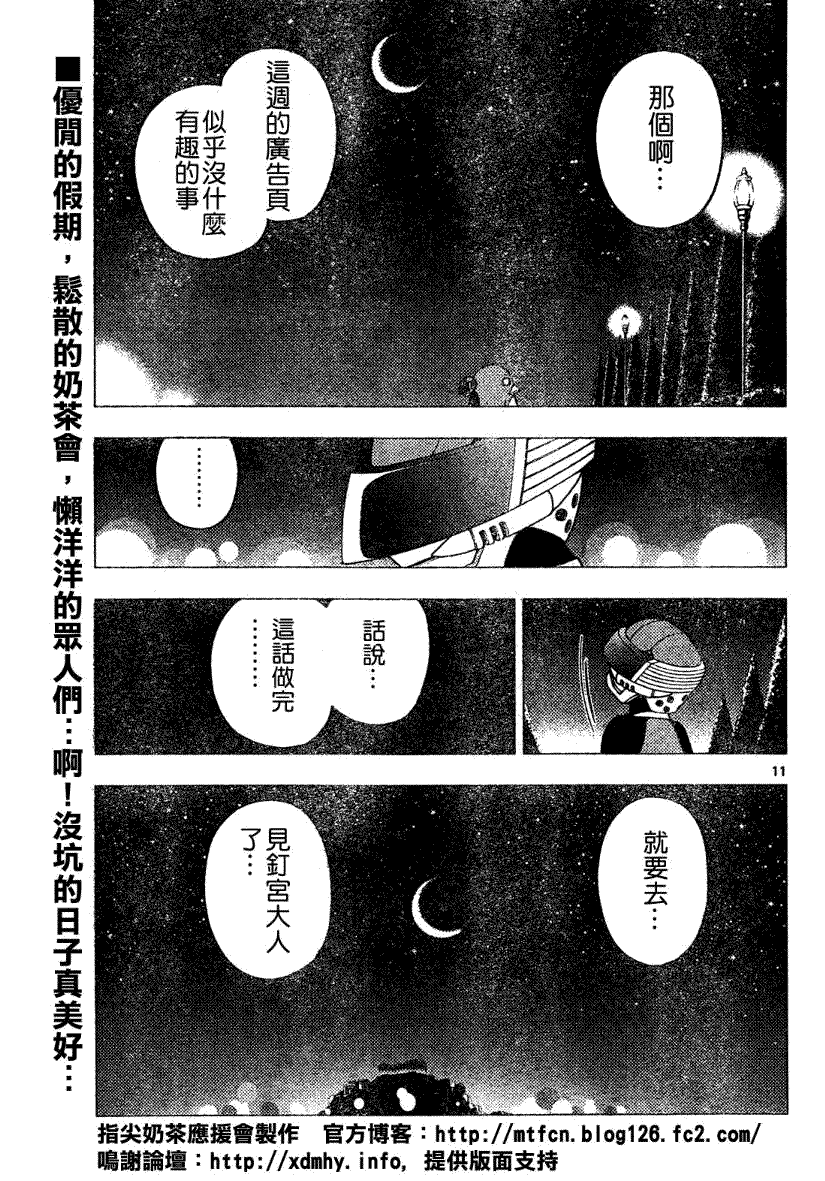 那個啊…
這週的廣告頁
似乎沒什麼
有趣的事
………
話說…
這話做完
………
11
就要去…
見釘宮大人
了…
■優閒的假期，鬆散的奶茶會，懶洋洋的眾人們…啊！沒坑的日子真美好…
指尖奶茶應援會製作　官方博客：http://mtfcn.blog126.fc2.com/
鳴謝論壇：http://xdmhy.info, 提供版面支持